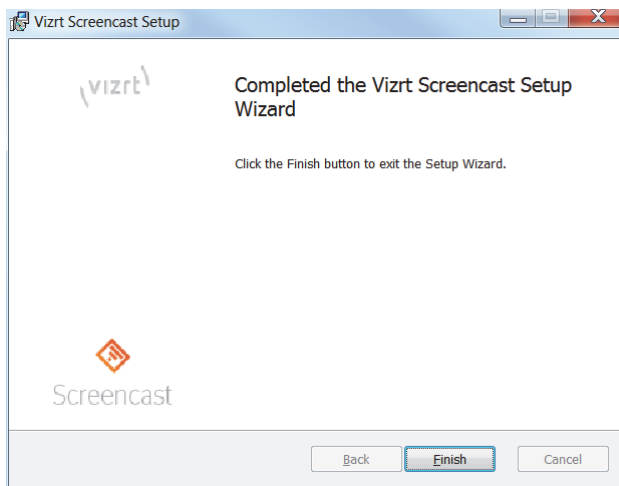 Vizrt Screencast Setup
(vizrt)
Completed the Vizrt Screencast Setup
Wizard
Click the Finish button to exit the Setup Wizard.
Screencast
Back
Finish
Cancel